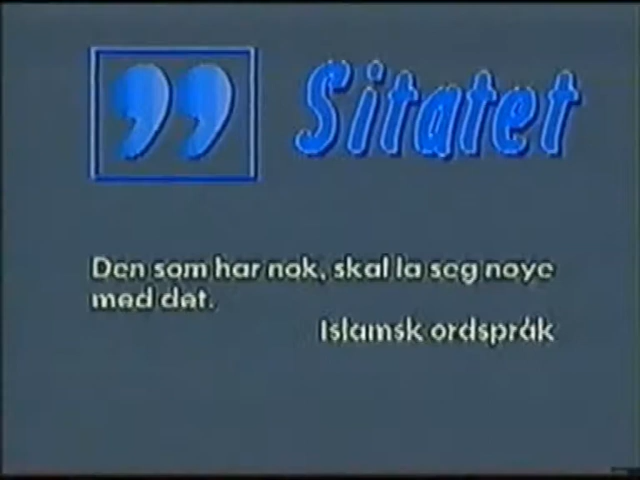 ” Sitatet
Den som har nok, skal la seg nøye
med det.
Islamsk ordspråk